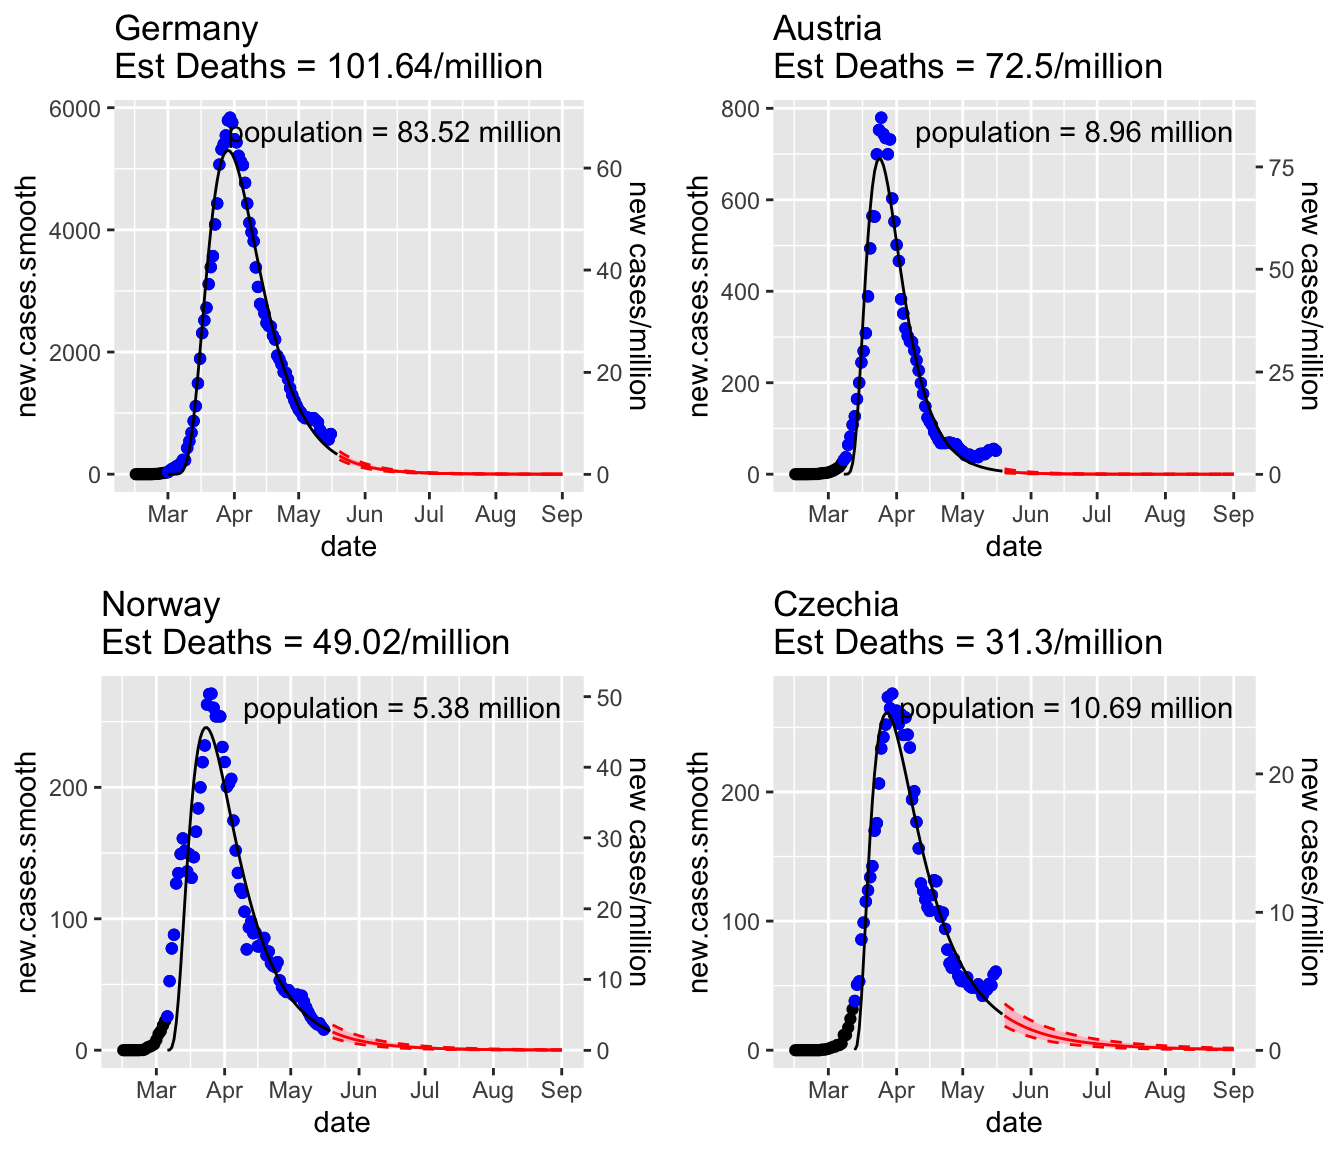 Germany
Est Deaths = 101.64/million
population = 83.52 million
6000
4000
2000
0
new.cases.smooth
60
40
20
0
new cases/million
Mar Apr May Jun Jul Aug Sep
date
Austria
Est Deaths = 72.5/million
population = 8.96 million
800
600
400
200
0
new.cases.smooth
75
50
25
0
new cases/million
Mar Apr May Jun Jul Aug Sep
date
Norway
Est Deaths = 49.02/million
population = 5.38 million
200
100
0
new.cases.smooth
50
40
30
20
10
0
new cases/million
Mar Apr May Jun Jul Aug Sep
date
Czechia
Est Deaths = 31.3/million
population = 10.69 million
200
100
0
new.cases.smooth
20
10
0
new cases/million
Mar Apr May Jun Jul Aug Sep
date